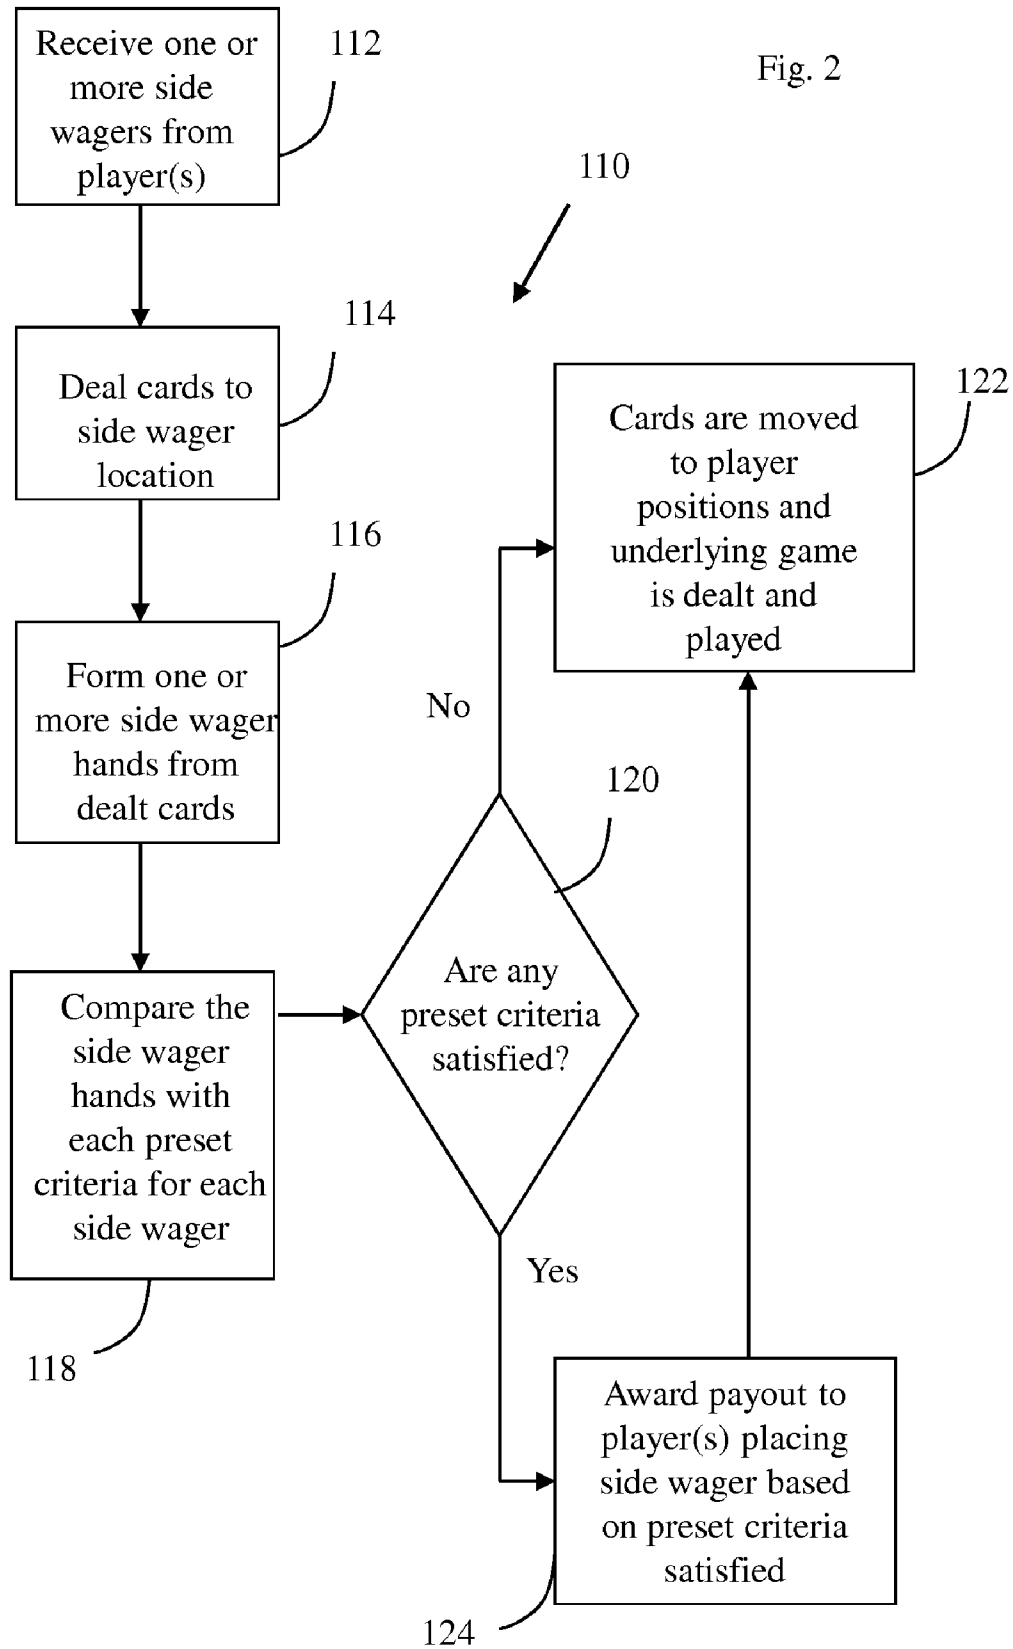 Fig. 2
110
Receive one or
more side
wagers from
player(s)
112
Deal cards to
side wager
location
114
Form one or
more side wager
hands from
dealt cards
116
Compare the
side wager
hands with
each preset
criteria for each
side wager
118
Are any
preset criteria
satisfied?
120
No
Yes
Cards are moved
to player
positions and
underlying game
is dealt and
played
122
Award payout to
player(s) placing
side wager based
on preset criteria
satisfied
124